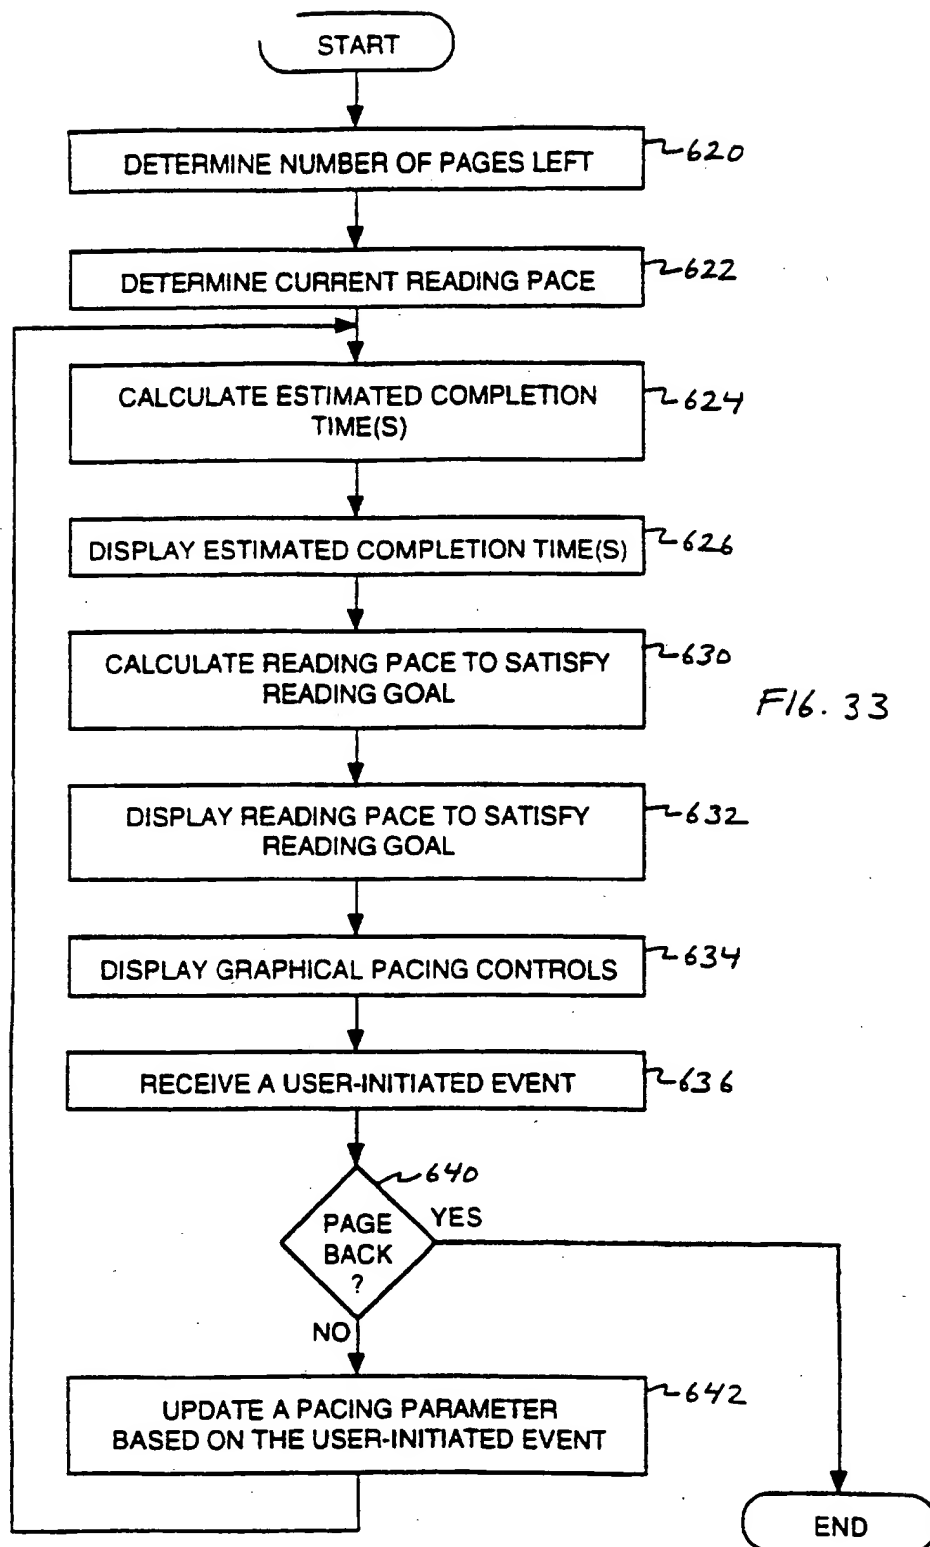 START
DETERMINE NUMBER OF PAGES LEFT
620
DETERMINE CURRENT READING PACE
622
CALCULATE ESTIMATED COMPLETION
TIME(S)
624
DISPLAY ESTIMATED COMPLETION TIME(S)
626
CALCULATE READING PACE TO SATISFY
READING GOAL
630
FIG. 33
DISPLAY READING PACE TO SATISFY
READING GOAL
632
DISPLAY GRAPHICAL PACING CONTROLS
634
RECEIVE A USER-INITIATED EVENT
636
640
PAGE
BACK
?
YES
NO
UPDATE A PACING PARAMETER
BASED ON THE USER-INITIATED EVENT
642
END